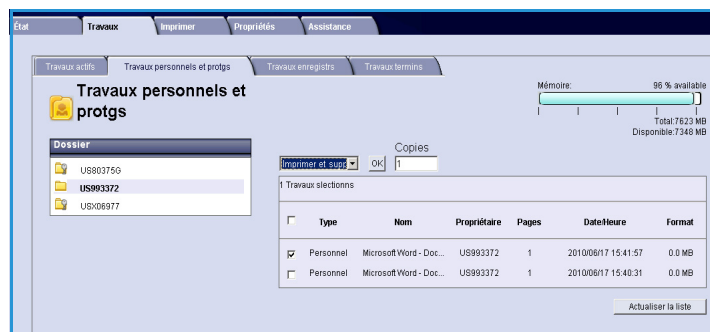 État Travaux Imprimer Propriétés Assistance
Travaux actifs Travaux personnels et protgs Travaux enregistrs Travaux termins
Travaux personnels et protgs
Mémoire: 96 % available
Total:7623 MB
Disponible:7348 MB
Dossier
US80375G
US993372
USX06977
Copies
Imprimer et supp OK 1
1 Travaux slectionns
Type Nom Propriétaire Pages Date/Heure Format
Personnel Microsoft Word - Doc... US993372 1 2010/06/17 15:41:57 0.0 MB
Personnel Microsoft Word - Doc... US993372 1 2010/06/17 15:40:31 0.0 MB
Actualiser la liste